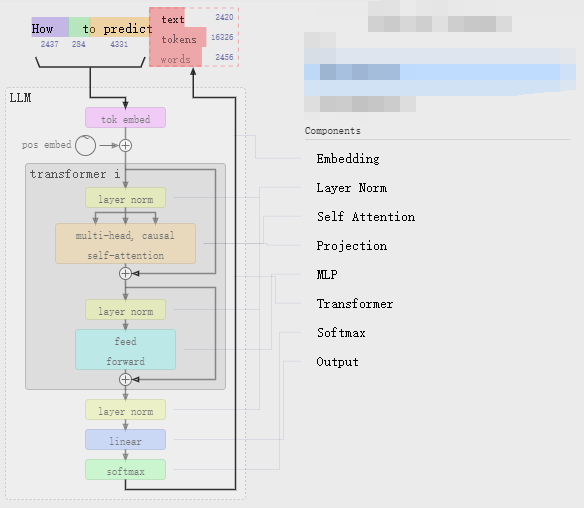 How to predict
2437 284 4331
text 2420
tokens 16326
words 2456
LLM
tok embed
pos embed
transformer i
layer norm
multi-head, causal
self-attention
layer norm
feed
forward
layer norm
linear
softmax
Components
Embedding
Layer Norm
Self Attention
Projection
MLP
Transformer
Softmax
Output